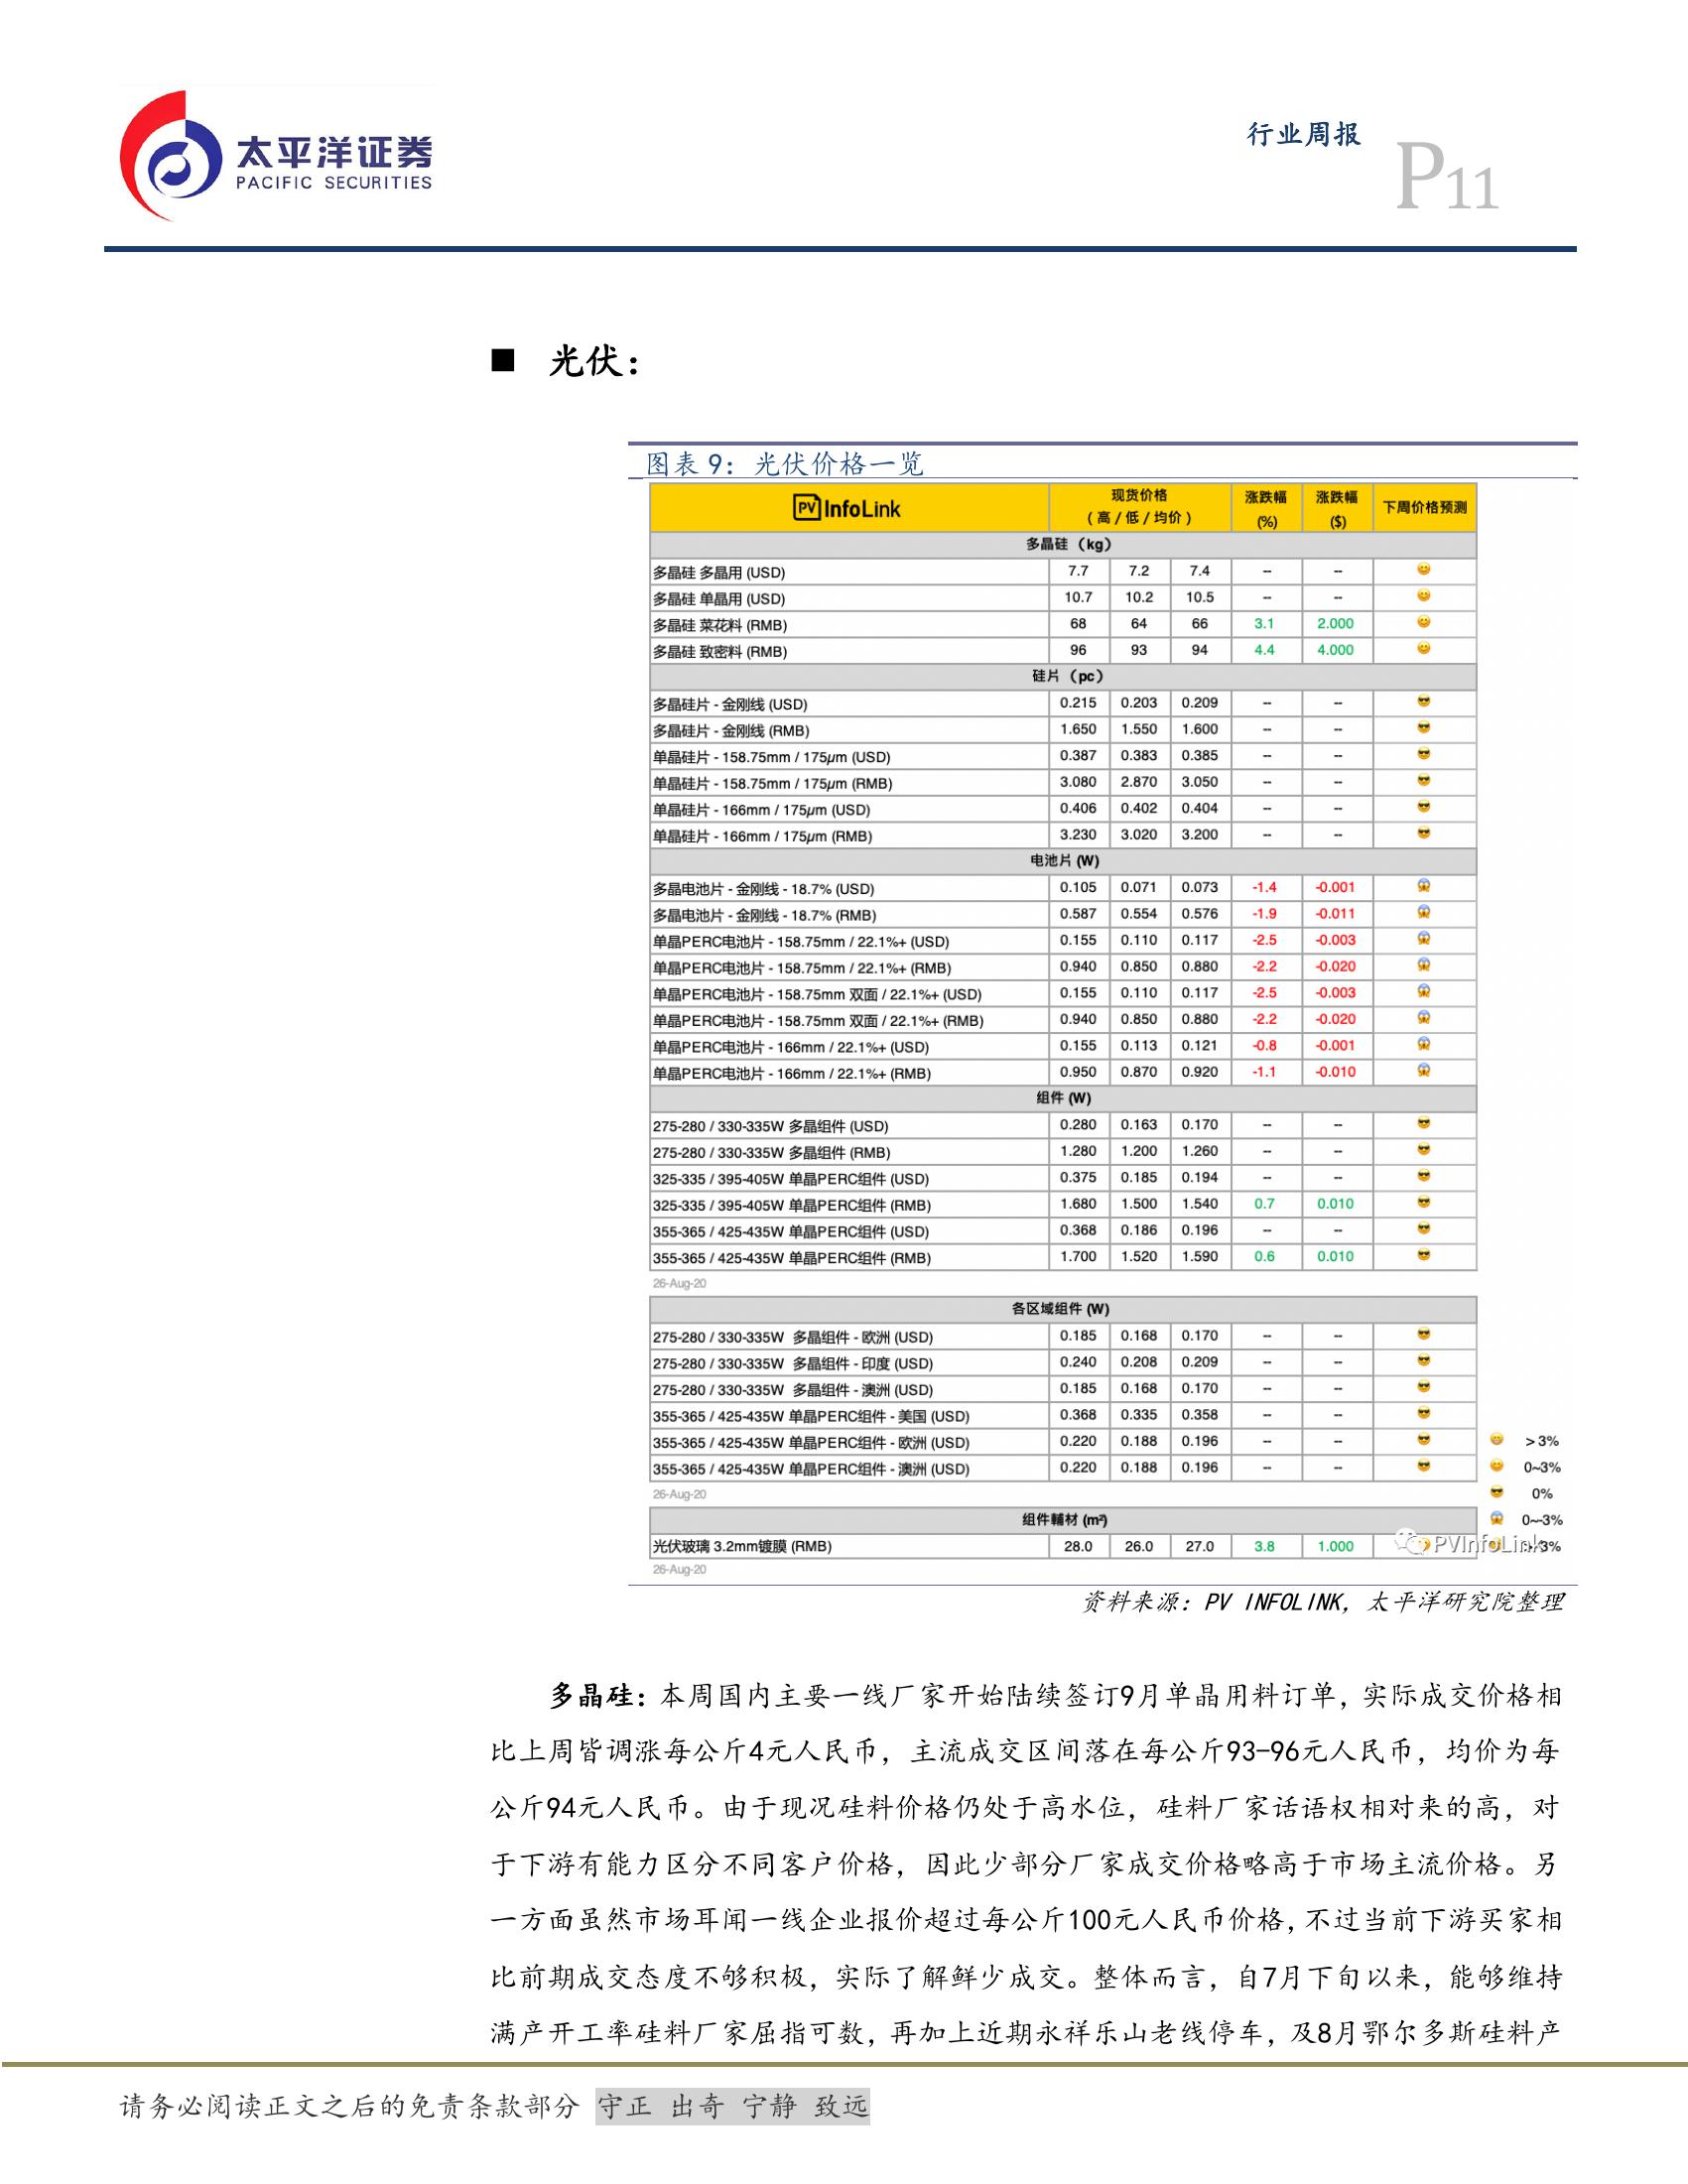 太平洋证券
PACIFIC SECURITIES
行业周报
P11
■ 光伏：
图表 9：光伏价格一览
PV InfoLink 现货价格 （高 / 低 / 均价） 涨跌幅 (%) 涨跌幅 ($) 下周价格预测
多晶硅（kg）
多晶硅 多晶用 (USD) 7.7 7.2 7.4 -- --
多晶硅 单晶用 (USD) 10.7 10.2 10.5 -- --
多晶硅 菜花料 (RMB) 68 64 66 3.1 2.000
多晶硅 致密料 (RMB) 96 93 94 4.4 4.000
硅片（pc）
多晶硅片 - 金刚线 (USD) 0.215 0.203 0.209 -- --
多晶硅片 - 金刚线 (RMB) 1.650 1.550 1.600 -- --
单晶硅片 - 158.75mm / 175μm (USD) 0.387 0.383 0.385 -- --
单晶硅片 - 158.75mm / 175μm (RMB) 3.080 2.870 3.050 -- --
单晶硅片 - 166mm / 175μm (USD) 0.406 0.402 0.404 -- --
单晶硅片 - 166mm / 175μm (RMB) 3.230 3.020 3.200 -- --
电池片 (W)
多晶电池片 - 金刚线 - 18.7% (USD) 0.105 0.071 0.073 -1.4 -0.001
多晶电池片 - 金刚线 - 18.7% (RMB) 0.587 0.554 0.576 -1.9 -0.011
单晶PERC电池片 - 158.75mm / 22.1%+ (USD) 0.155 0.110 0.117 -2.5 -0.003
单晶PERC电池片 - 158.75mm / 22.1%+ (RMB) 0.940 0.850 0.880 -2.2 -0.020
单晶PERC电池片 - 158.75mm 双面 / 22.1%+ (USD) 0.155 0.110 0.117 -2.5 -0.003
单晶PERC电池片 - 158.75mm 双面 / 22.1%+ (RMB) 0.940 0.850 0.880 -2.2 -0.020
单晶PERC电池片 - 166mm / 22.1%+ (USD) 0.155 0.113 0.121 -0.8 -0.001
单晶PERC电池片 - 166mm / 22.1%+ (RMB) 0.950 0.870 0.920 -1.1 -0.010
组件 (W)
275-280 / 330-335W 多晶组件 (USD) 0.280 0.163 0.170 -- --
275-280 / 330-335W 多晶组件 (RMB) 1.280 1.200 1.260 -- --
325-335 / 395-405W 单晶PERC组件 (USD) 0.375 0.185 0.194 -- --
325-335 / 395-405W 单晶PERC组件 (RMB) 1.680 1.500 1.540 0.7 0.010
355-365 / 425-435W 单晶PERC组件 (USD) 0.368 0.186 0.196 -- --
355-365 / 425-435W 单晶PERC组件 (RMB) 1.700 1.520 1.590 0.6 0.010
26-Aug-20
各区域组件 (W)
275-280 / 330-335W 多晶组件 - 欧洲 (USD) 0.185 0.168 0.170 -- --
275-280 / 330-335W 多晶组件 - 印度 (USD) 0.240 0.208 0.209 -- --
275-280 / 330-335W 多晶组件 - 澳洲 (USD) 0.185 0.168 0.170 -- --
355-365 / 425-435W 单晶PERC组件 - 美国 (USD) 0.368 0.335 0.358 -- --
355-365 / 425-435W 单晶PERC组件 - 欧洲 (USD) 0.220 0.188 0.196 -- --
355-365 / 425-435W 单晶PERC组件 - 澳洲 (USD) 0.220 0.188 0.196 -- --
26-Aug-20
> 3%
0~3%
0%
0~-3%
组件輔材 (m²)
光伏玻璃 3.2mm镀膜 (RMB) 28.0 26.0 27.0 3.8 1.000
PVInfoLink
26-Aug-20
资料来源：PV INFOLINK，太平洋研究院整理
多晶硅：本周国内主要一线厂家开始陆续签订9月单晶用料订单，实际成交价格相
比上周皆调涨每公斤4元人民币，主流成交区间落在每公斤93-96元人民币，均价为每
公斤94元人民币。由于现况硅料价格仍处于高水位，硅料厂家话语权相对来的高，对
于下游有能力区分不同客户价格，因此少部分厂家成交价格略高于市场主流价格。另
一方面虽然市场耳闻一线企业报价超过每公斤100元人民币价格，不过当前下游买家相
比前期成交态度不够积极，实际了解鲜少成交。整体而言，自7月下旬以来，能够维持
满产开工率硅料厂家屈指可数，再加上近期永祥乐山老线停车，及8月鄂尔多斯硅料产
请务必阅读正文之后的免责条款部分 守正 出奇 宁静 致远